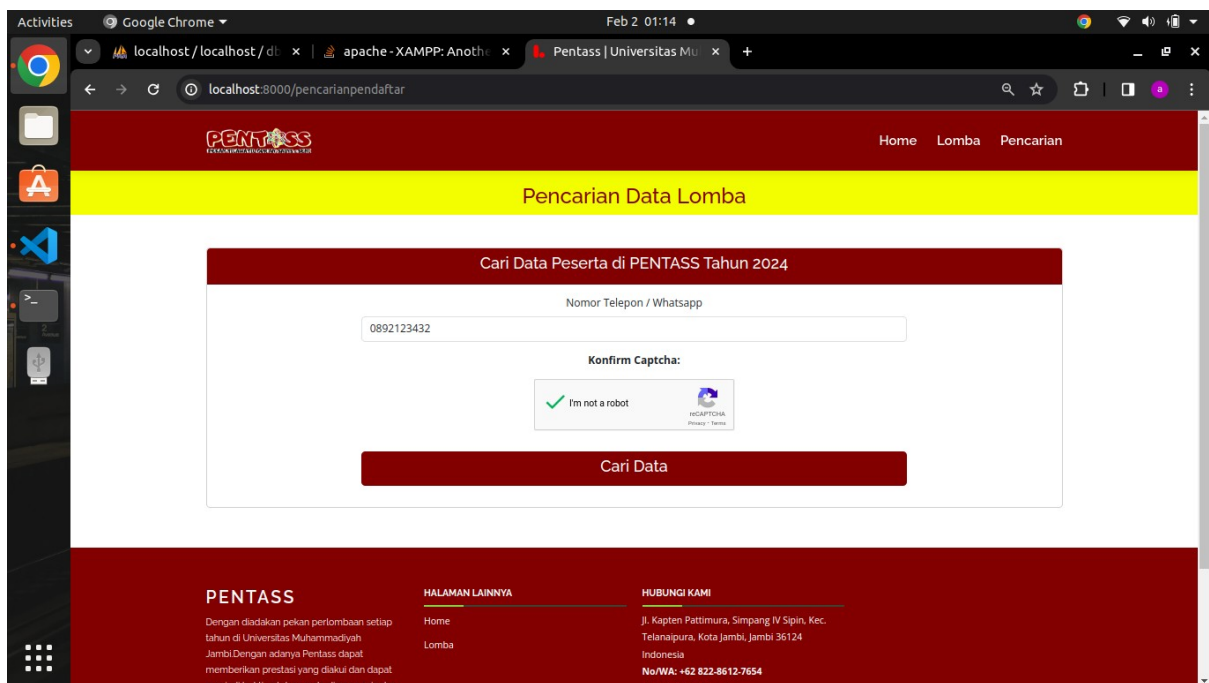 Activities Google Chrome Feb 2 01:14
localhost / localhost / db apache - XAMPP: Anothe Pentass | Universitas Mu
localhost:8000/pencarianpendaftar a
PENTASS Home Lomba Pencarian
Pencarian Data Lomba
Cari Data Peserta di PENTASS Tahun 2024
Nomor Telepon / Whatsapp
0892123432
Konfirm Captcha:
I'm not a robot
reCAPTCHA
Privacy - Terms
Cari Data
PENTASS
Dengan diadakan pekan perlombaan setiap
tahun di Universitas Muhammadiyah
Jambi.Dengan adanya Pentass dapat
memberikan prestasi yang diakui dan dapat
HALAMAN LAINNYA
Home
Lomba
HUBUNGI KAMI
Jl. Kapten Pattimura, Simpang IV Sipin, Kec.
Telanaipura, Kota Jambi, Jambi 36124
Indonesia
No/WA: +62 822-8612-7654